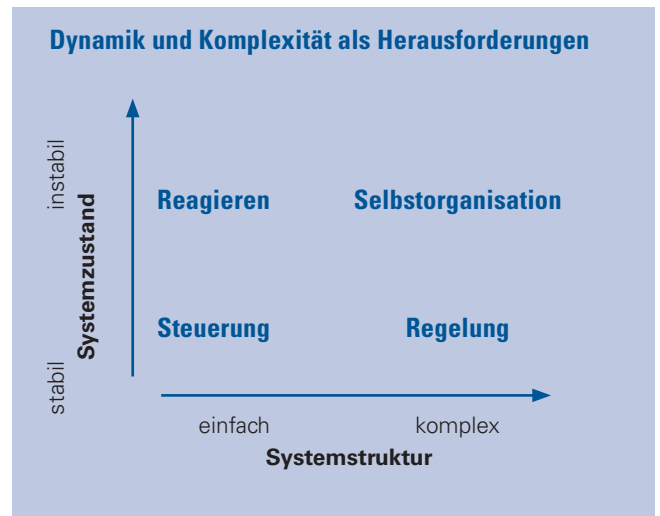 Dynamik und Komplexität als Herausforderungen
instabil
Reagieren
Selbstorganisation
Systemzustand
Steuerung
Regelung
stabil
einfach
komplex
Systemstruktur